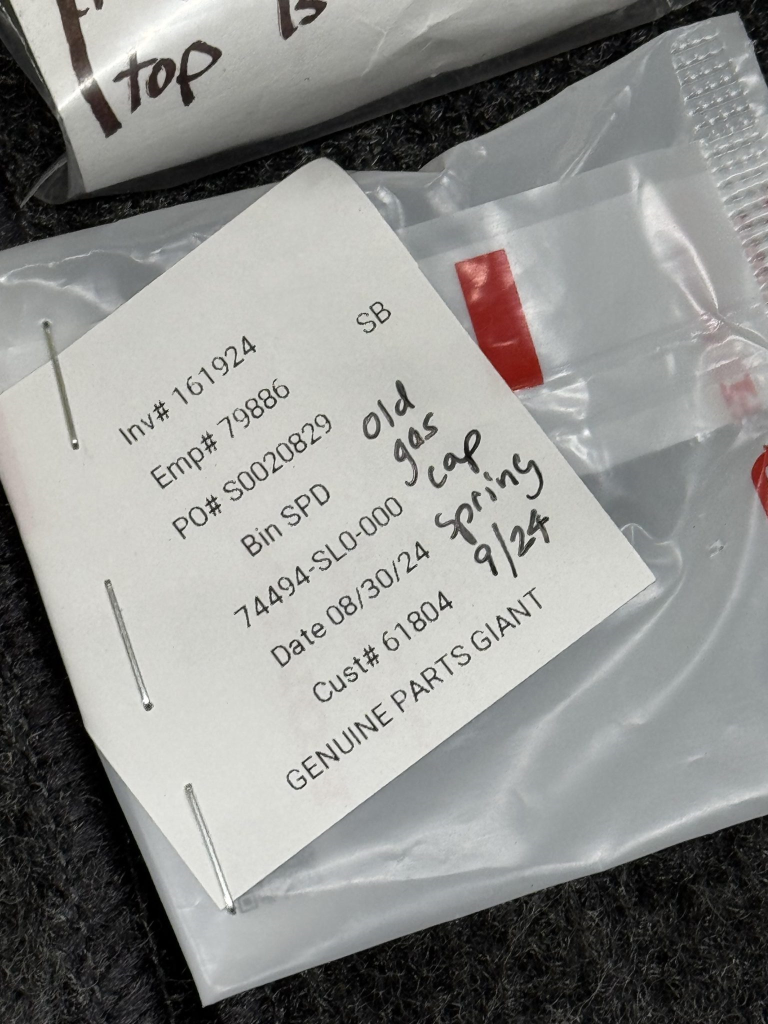 top is
SB
Inv# 161924
Emp# 79886
PO# S0020829
Bin SPD
74494-SL0-000
Date 08/30/24
Cust# 61804
GENUINE PARTS GIANT
old
gas
cap
spring
9/24